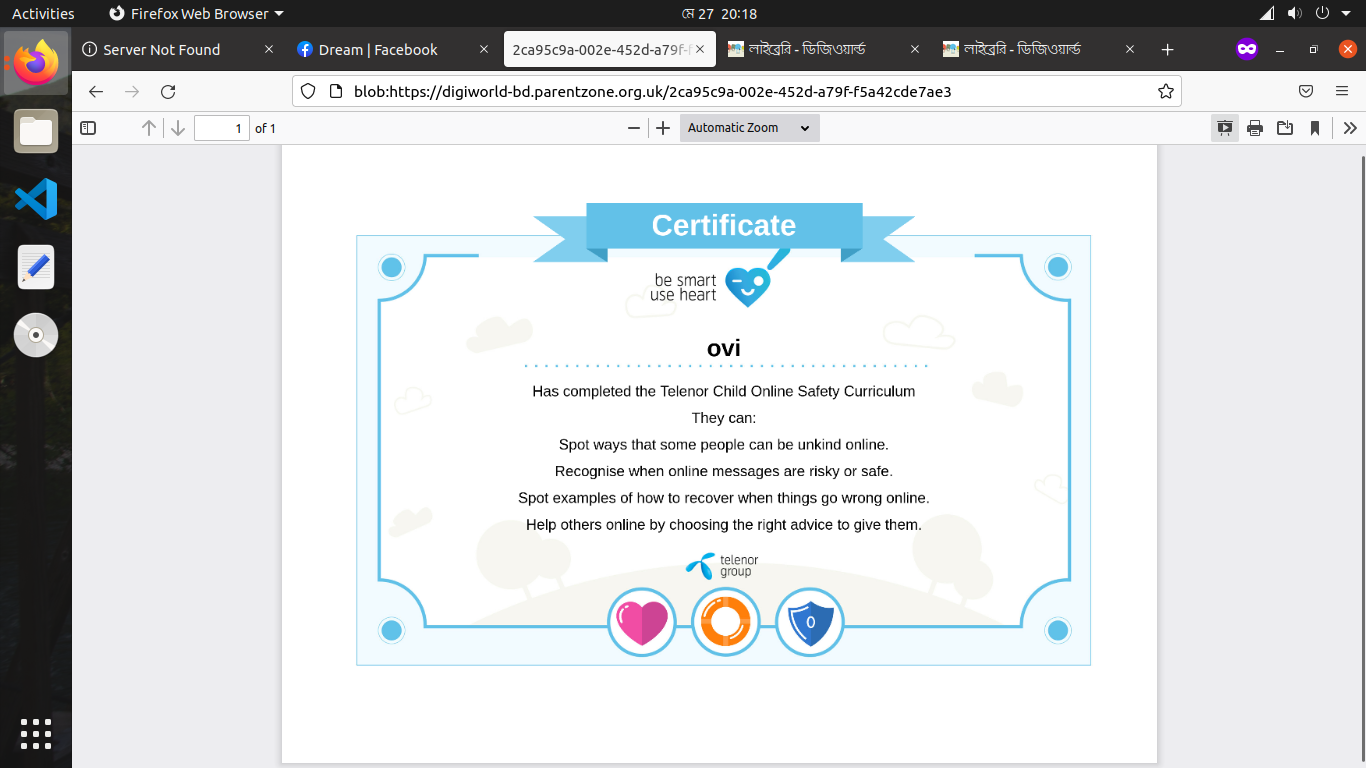 Activities
Firefox Web Browser
মে 27 20:18
Server Not Found
Dream | Facebook
2ca95c9a-002e-452d-a79f-f
লাইব্রেরি - ডিজিওয়ার্ল্ড
লাইব্রেরি - ডিজিওয়ার্ল্ড
blob:https://digiworld-bd.parentzone.org.uk/2ca95c9a-002e-452d-a79f-f5a42cde7ae3
1 of 1
Automatic Zoom
Certificate
be smart
use heart
ovi
Has completed the Telenor Child Online Safety Curriculum
They can:
Spot ways that some people can be unkind online.
Recognise when online messages are risky or safe.
Spot examples of how to recover when things go wrong online.
Help others online by choosing the right advice to give them.
telenor
group
0